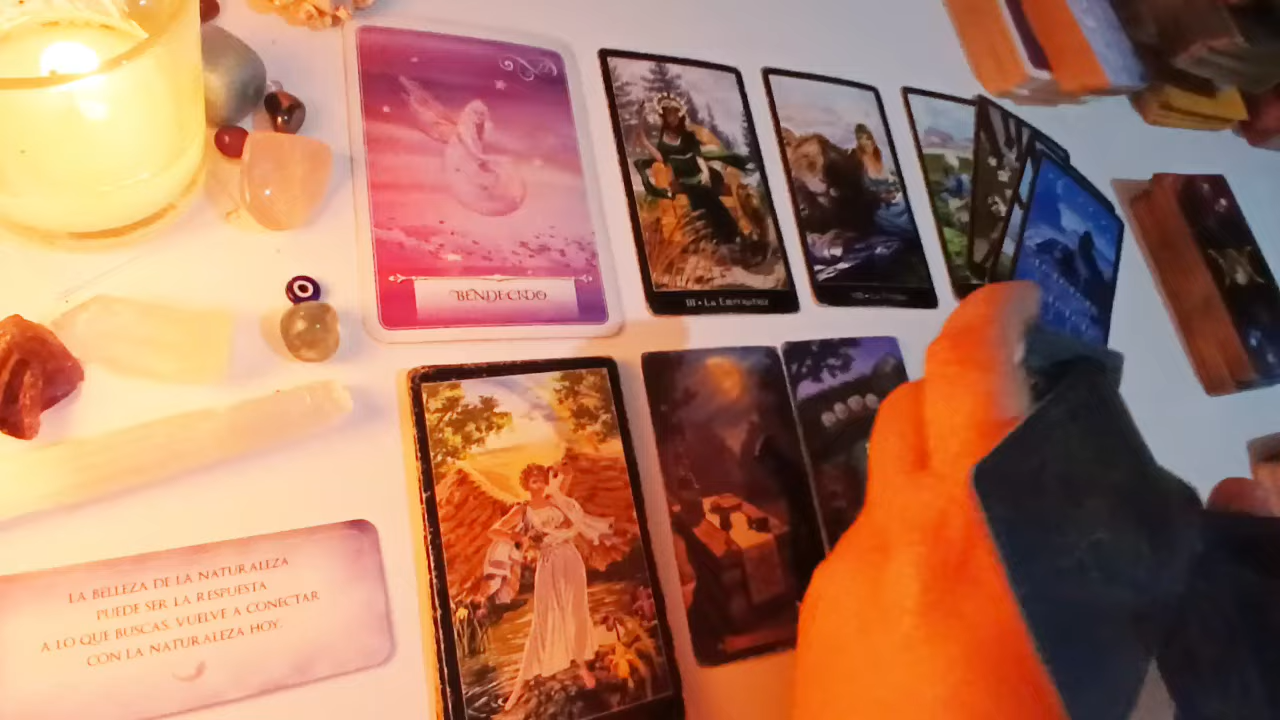 BENDECIDO
III • LA EMPERATRIZ
LA BELLEZA DE LA NATURALEZA
PUEDE SER LA RESPUESTA
A LO QUE BUSCAS, VUELVE A CONECTAR
CON LA NATURALEZA HOY.